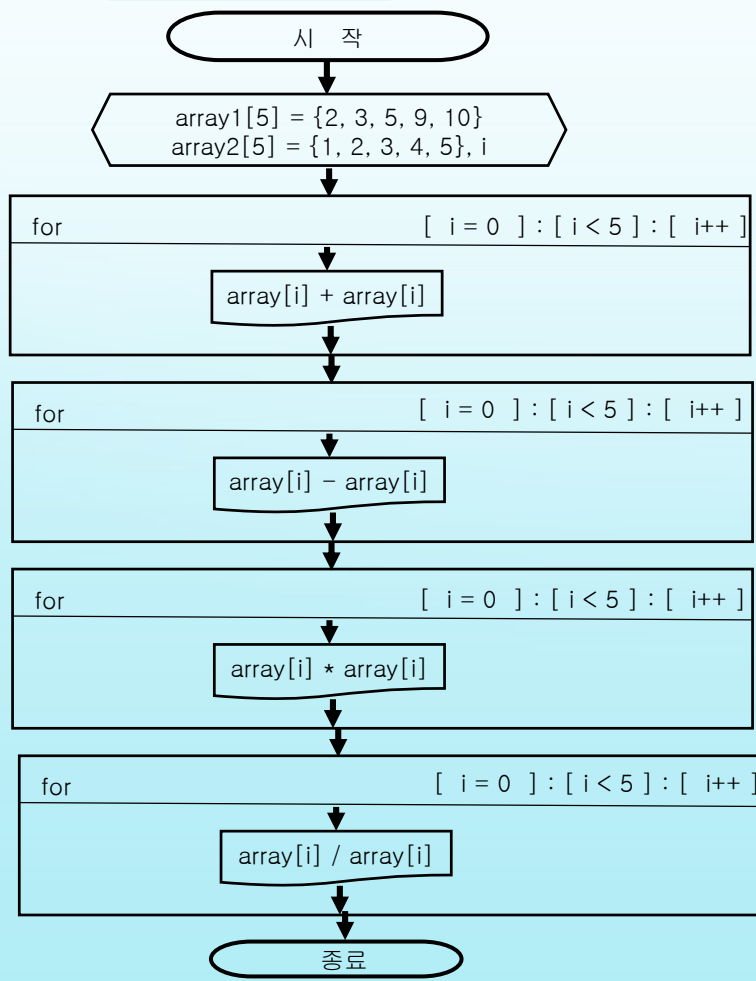 시 작
array1[5] = {2, 3, 5, 9, 10}
array2[5] = {1, 2, 3, 4, 5}, i
for [ i = 0 ] : [ i < 5 ] : [ i++ ]
array[i] + array[i]
for [ i = 0 ] : [ i < 5 ] : [ i++ ]
array[i] - array[i]
for [ i = 0 ] : [ i < 5 ] : [ i++ ]
array[i] * array[i]
for [ i = 0 ] : [ i < 5 ] : [ i++ ]
array[i] / array[i]
종료